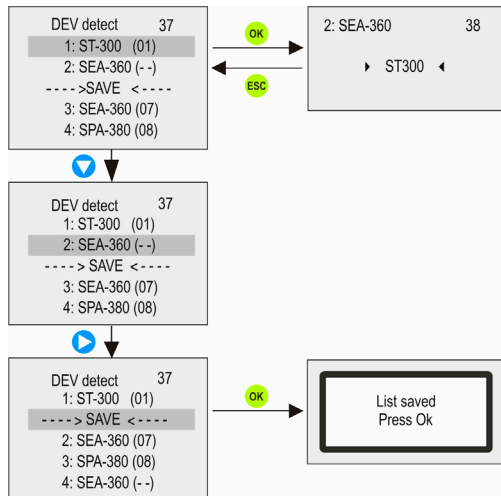 DEV detect 37
1: ST-300 (01)
2: SEA-360 (- -)
- - - ->SAVE <- - - -
3: SEA-360 (07)
4: SPA-380 (08)
OK
ESC
2: SEA-360 38
ST300
DEV detect 37
1: ST-300 (01)
2: SEA-360 (- -)
- - - -> SAVE <- - - -
3: SEA-360 (07)
4: SPA-380 (08)
DEV detect 37
1: ST-300 (01)
- - - -> SAVE <- - - -
2: SEA-360 (07)
3: SPA-380 (08)
4: SEA-360 (- -)
OK
List saved
Press Ok